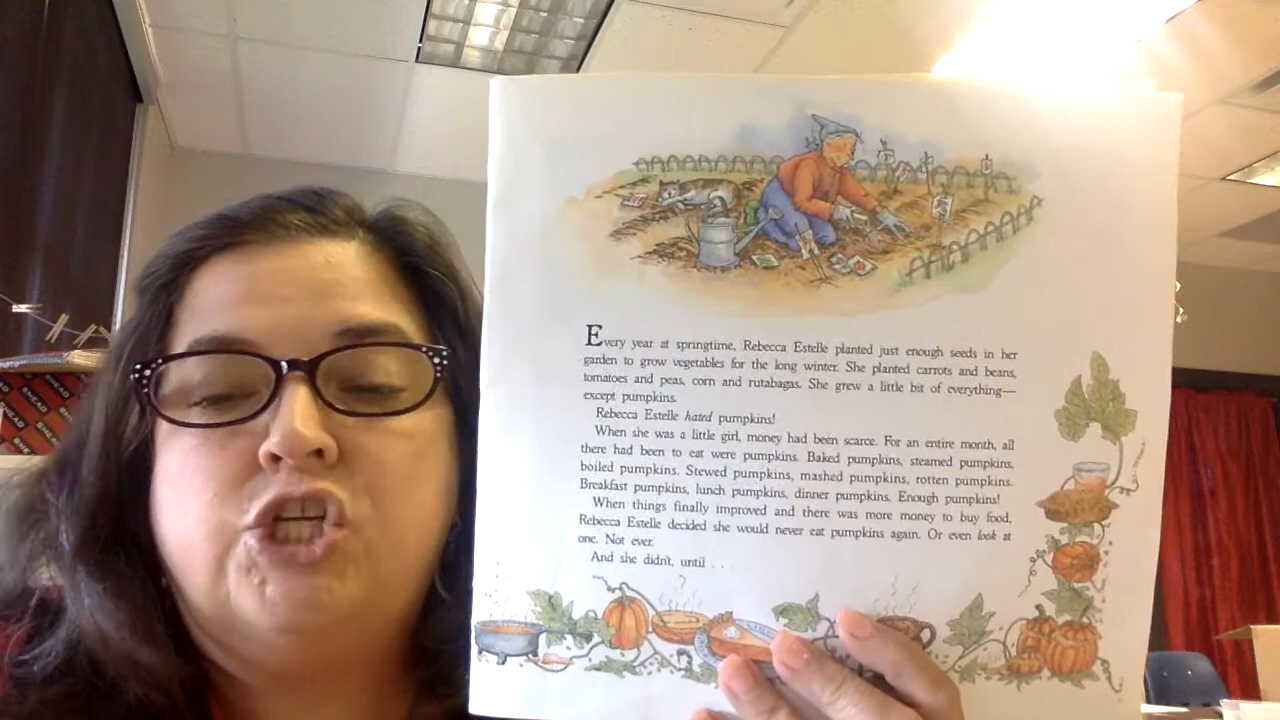 Every year at springtime, Rebecca Estelle planted just enough seeds in her
garden to grow vegetables for the long winter. She planted carrots and beans,
tomatoes and peas, corn and rutabagas. She grew a little bit of everything—
except pumpkins.
Rebecca Estelle hated pumpkins!
When she was a little girl, money had been scarce. For an entire month, all
there had been to eat were pumpkins. Baked pumpkins, steamed pumpkins,
boiled pumpkins. Stewed pumpkins, mashed pumpkins, rotten pumpkins.
Breakfast pumpkins, lunch pumpkins, dinner pumpkins. Enough pumpkins!
When things finally improved and there was more money to buy food,
Rebecca Estelle decided she would never eat pumpkins again. Or even look at
one. Not ever.
And she didn't, until . . .
SMEAD
SMEAD